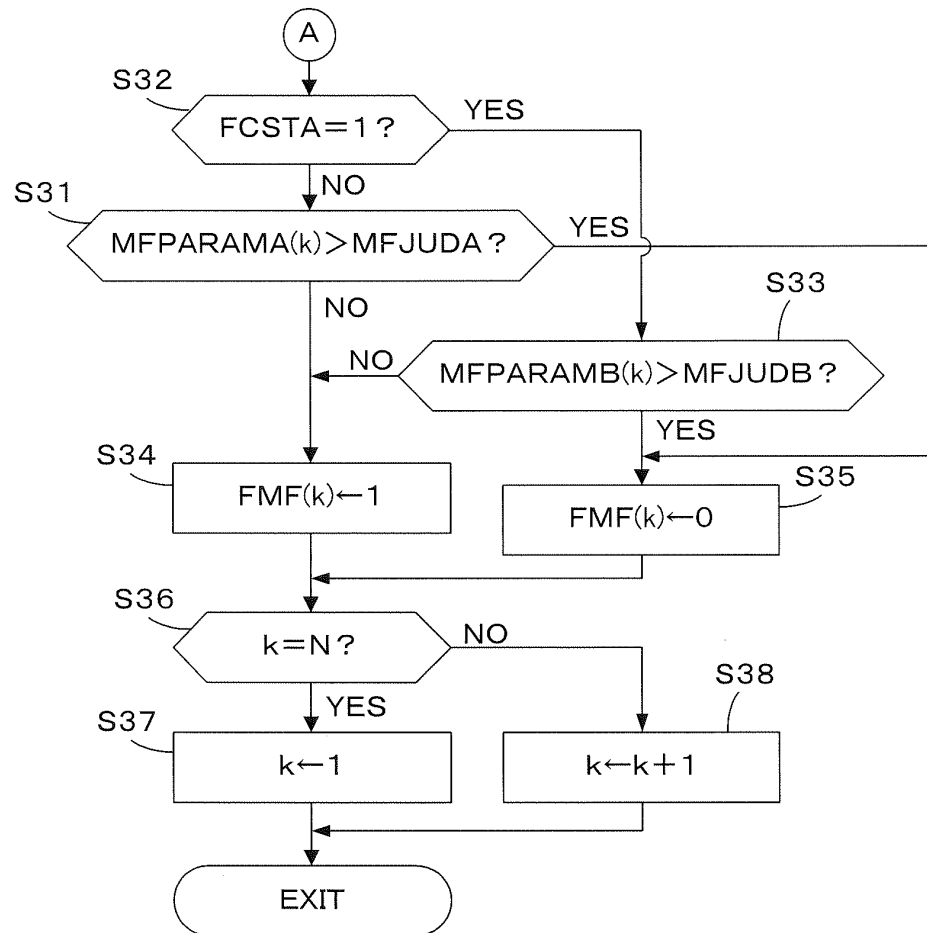 A
S32
FCSTA=1?
YES
NO
S31
MFPARAMA(k)>MFJUDA?
YES
NO
S33
MFPARAMB(k)>MFJUDB?
NO
YES
S34
FMF(k)←1
S35
FMF(k)←0
S36
k=N?
NO
YES
S37
k←1
S38
k←k+1
EXIT